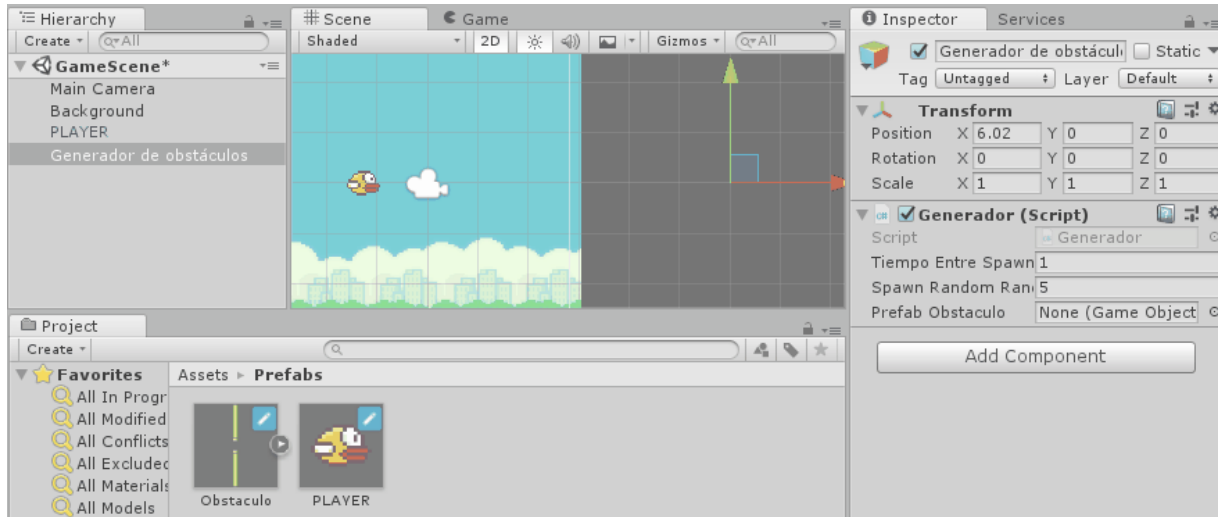 Hierarchy
Create
All
GameScene*
Main Camera
Background
PLAYER
Generador de obstáculos
Scene
Game
Shaded
2D
Gizmos
All
Inspector
Services
Generador de obstácul
Static
Tag Untagged Layer Default
Transform
Position X 6.02 Y 0 Z 0
Rotation X 0 Y 0 Z 0
Scale X 1 Y 1 Z 1
Generador (Script)
Script Generador
Tiempo Entre Spawn 1
Spawn Random Ran 5
Prefab Obstaculo None (Game Object
Add Component
Project
Create
Favorites
All In Progr
All Modified
All Conflicts
All Excluded
All Materials
All Models
Assets Prefabs
Obstaculo
PLAYER